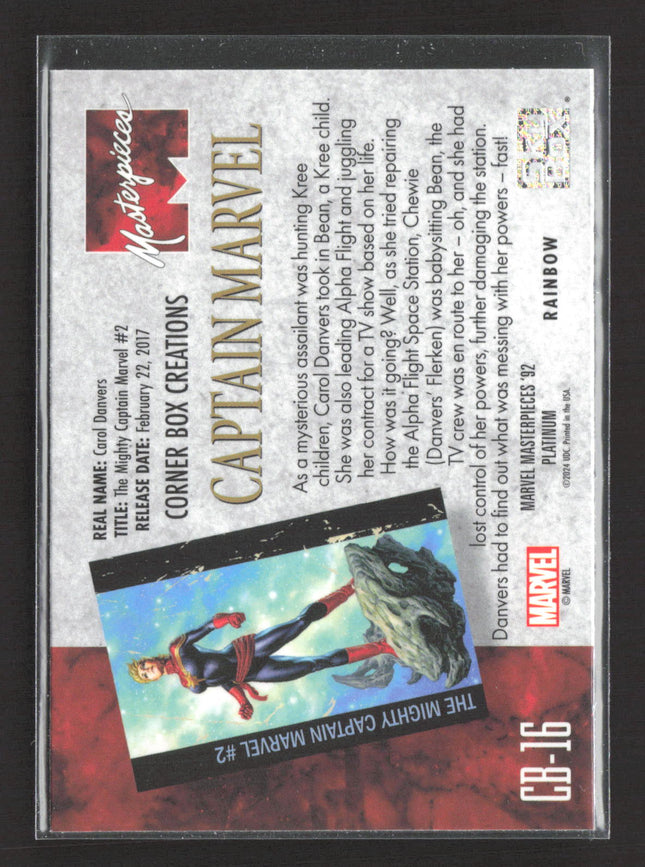 REAL NAME: Carol Danvers
TITLE: The Mighty Captain Marvel #2
RELEASE DATE: February 22, 2017
Masterpieces
CORNER BOX CREATIONS
CAPTAIN MARVEL
As a mysterious assailant was hunting Kree
children, Carol Danvers took in Bean, a Kree child.
She was also leading Alpha Flight and juggling
her contract for a TV show based on her life.
How was it going? Well, as she tried repairing
the Alpha Flight Space Station, Chewie
(Danvers' Flerken) was babysitting Bean, the
TV crew was en route to her – oh, and she had
lost control of her powers, further damaging the station.
Danvers had to find out what was messing with her powers – fast!
THE MIGHTY CAPTAIN MARVEL #2
MARVEL
© MARVEL
MARVEL MASTERPIECES '92
PLATINUM
©2024 UDC. Printed in the USA.
RAINBOW
®
CB-16